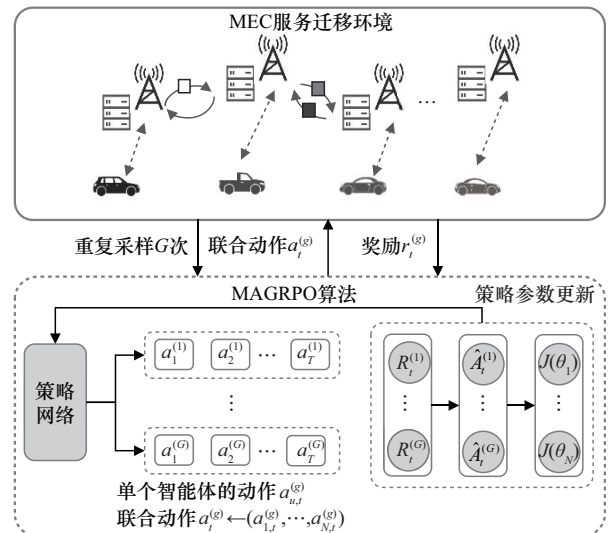 MEC服务迁移环境
…
重复采样G次 联合动作a_t^{(g)} 奖励r_t^{(g)}
MAGRPO算法 策略参数更新
策略网络
a_1^{(1)} a_2^{(1)} … a_T^{(1)}
⋮
a_1^{(G)} a_2^{(G)} … a_T^{(G)}
R_t^{(1)} Â_t^{(1)} J(θ_1)
⋮ ⋮ ⋮
R_t^{(G)} Â_t^{(G)} J(θ_N)
单个智能体的动作a_{u,t}^{(g)}
联合动作a_t^{(g)}←(a_{1,t}^{(g)},⋯,a_{N,t}^{(g)})